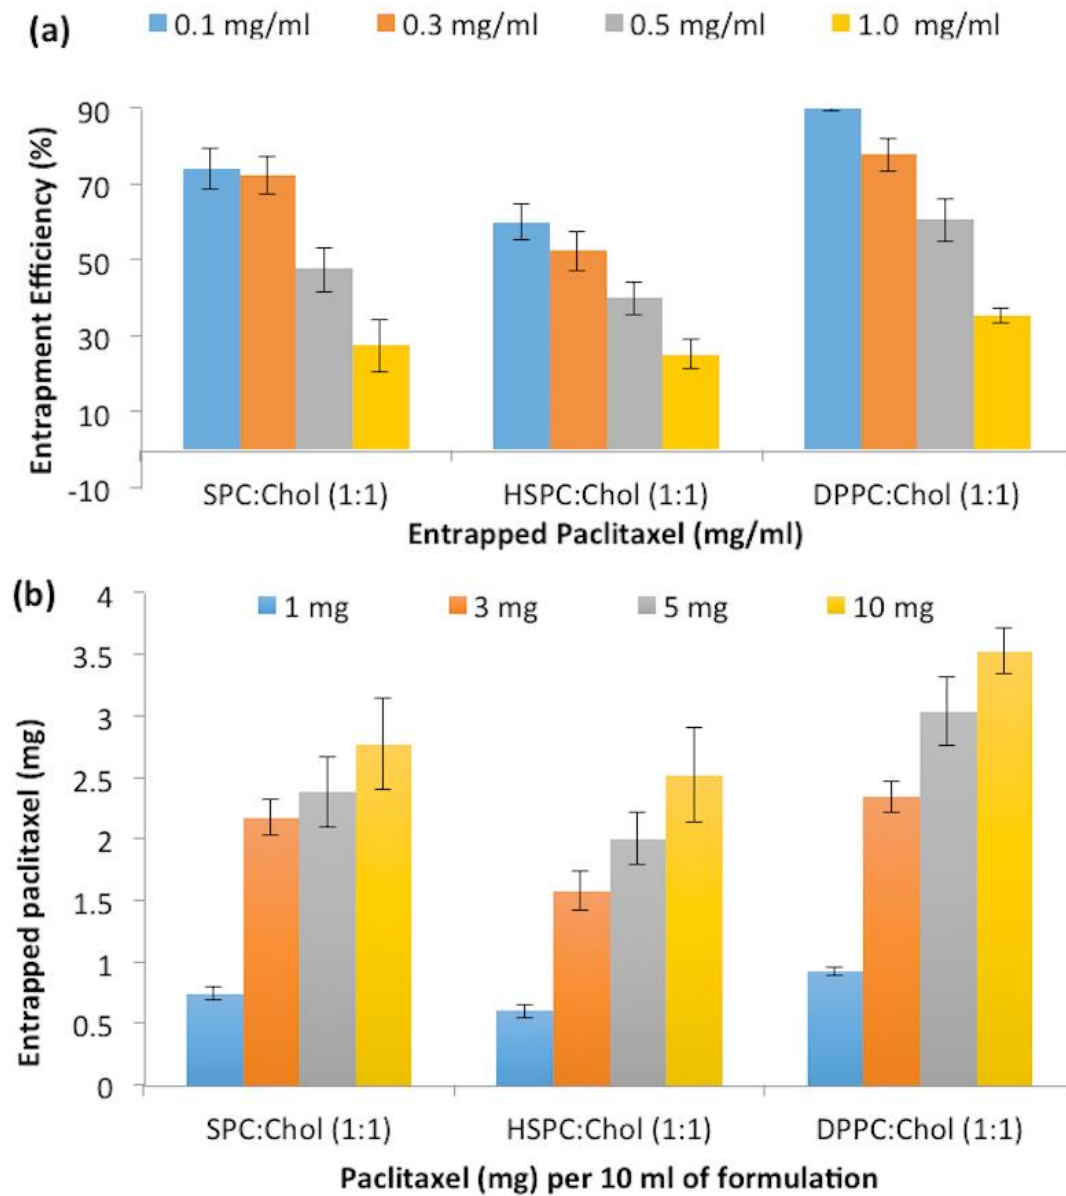 (a)
0.1 mg/ml 0.3 mg/ml 0.5 mg/ml 1.0 mg/ml
Entrapment Efficiency (%)
90
70
50
30
10
-10
SPC:Chol (1:1) HSPC:Chol (1:1) DPPC:Chol (1:1)
Entrapped Paclitaxel (mg/ml)
(b)
1 mg 3 mg 5 mg 10 mg
Entrapped paclitaxel (mg)
4
3.5
3
2.5
2
1.5
1
0.5
0
SPC:Chol (1:1) HSPC:Chol (1:1) DPPC:Chol (1:1)
Paclitaxel (mg) per 10 ml of formulation